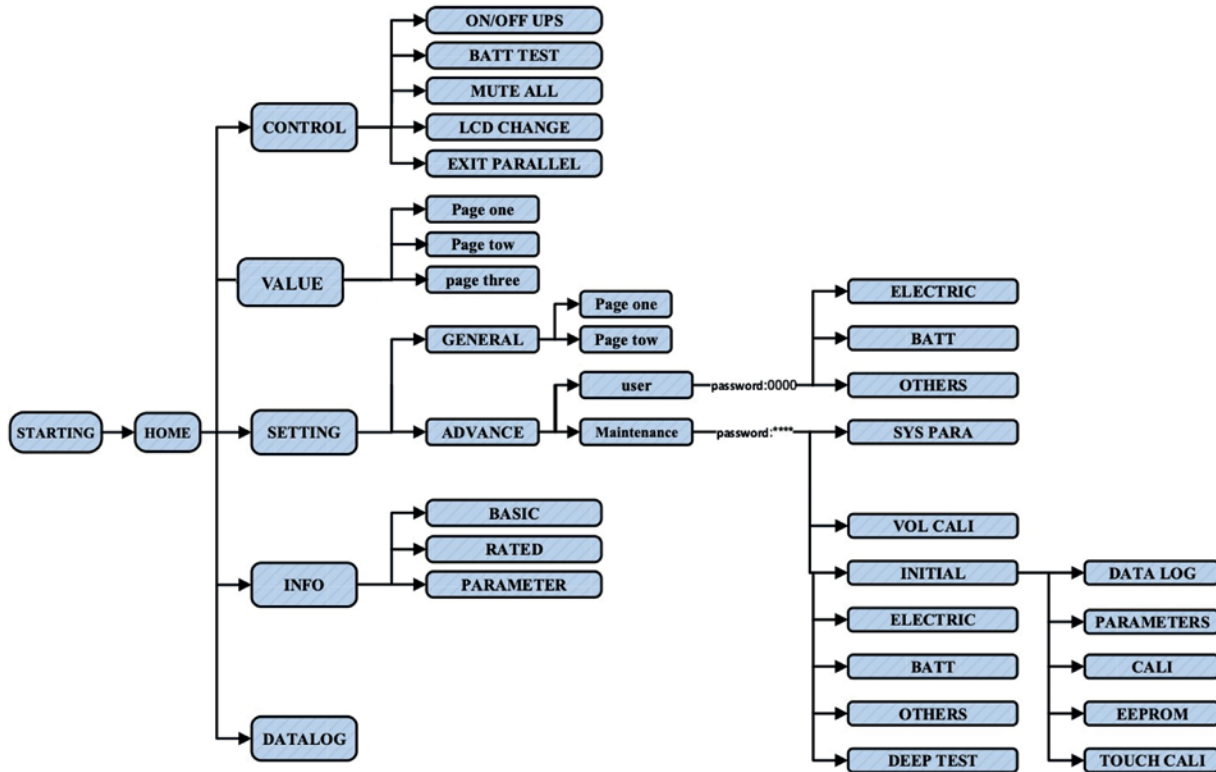 ON/OFF UPS
BATT TEST
MUTE ALL
LCD CHANGE
EXIT PARALLEL
CONTROL
Page one
Page tow
page three
VALUE
GENERAL
Page one
Page tow
ELECTRIC
BATT
OTHERS
user
password:0000
STARTING
HOME
SETTING
ADVANCE
Maintenance
password:****
SYS PARA
VOL CALI
INITIAL
ELECTRIC
BATT
OTHERS
DEEP TEST
DATA LOG
PARAMETERS
CALI
EEPROM
TOUCH CALI
BASIC
RATED
PARAMETER
INFO
DATALOG